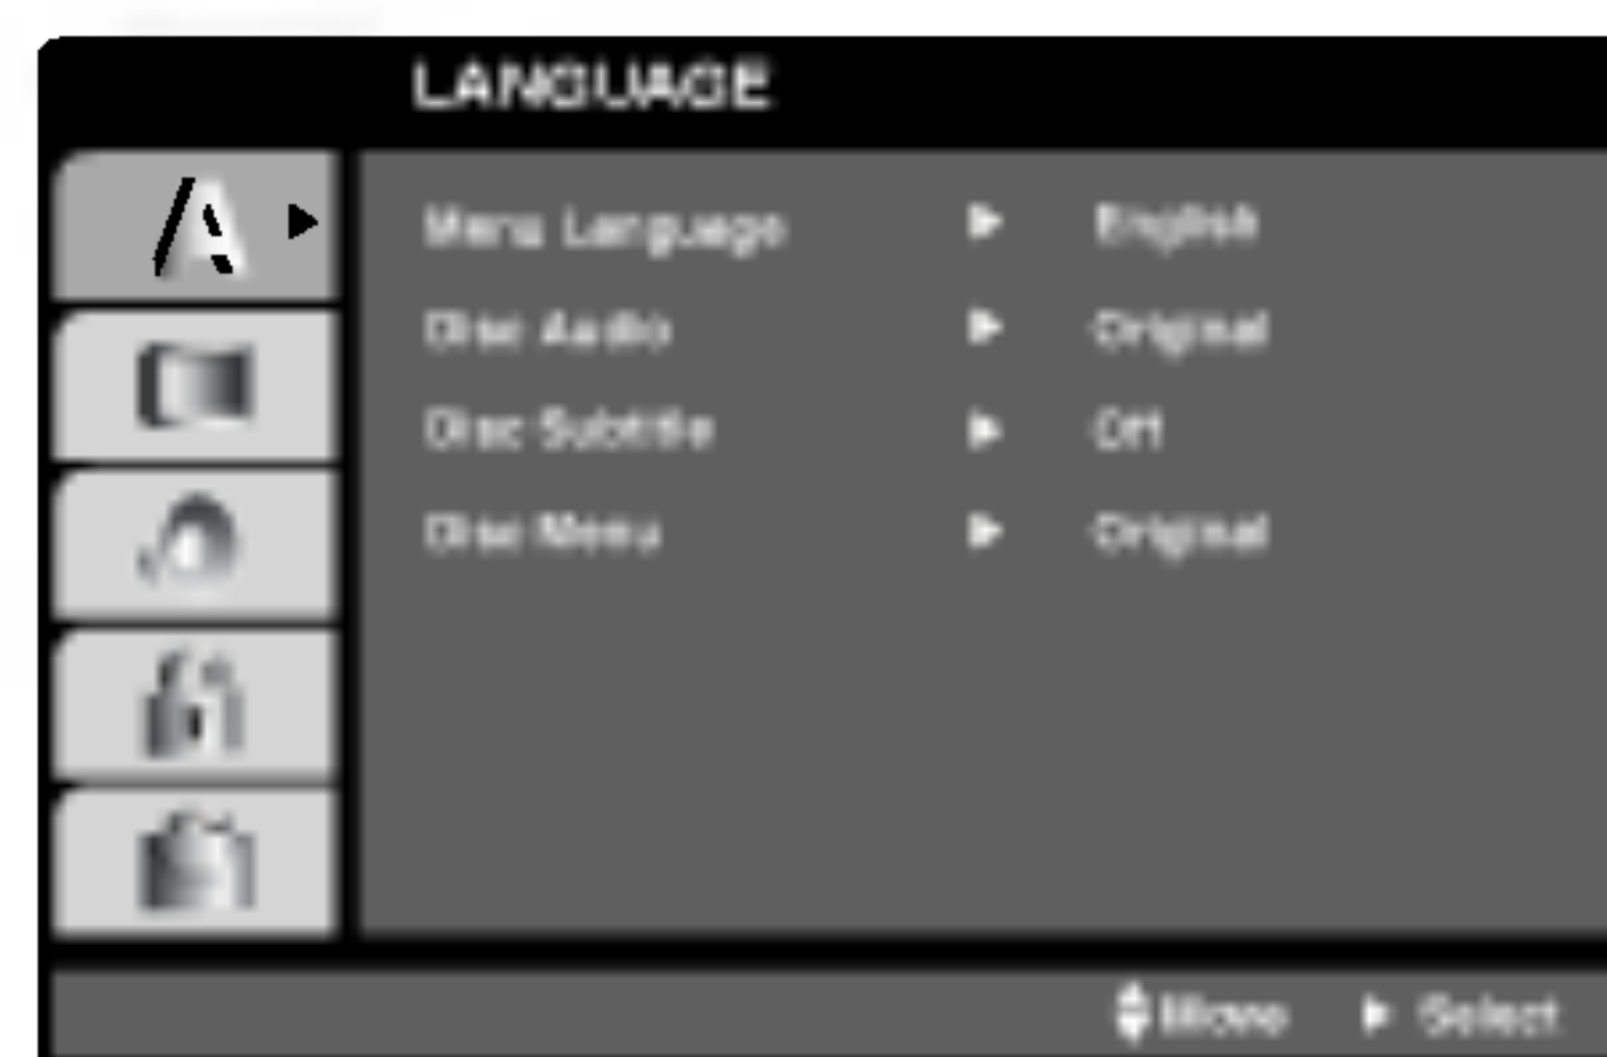 LANGUAGE
Menu Language ▶ English
Disc Audio ▶ Original
Disc Subtitle ▶ Off
Disc Menu ▶ Original
Move ▶ Select